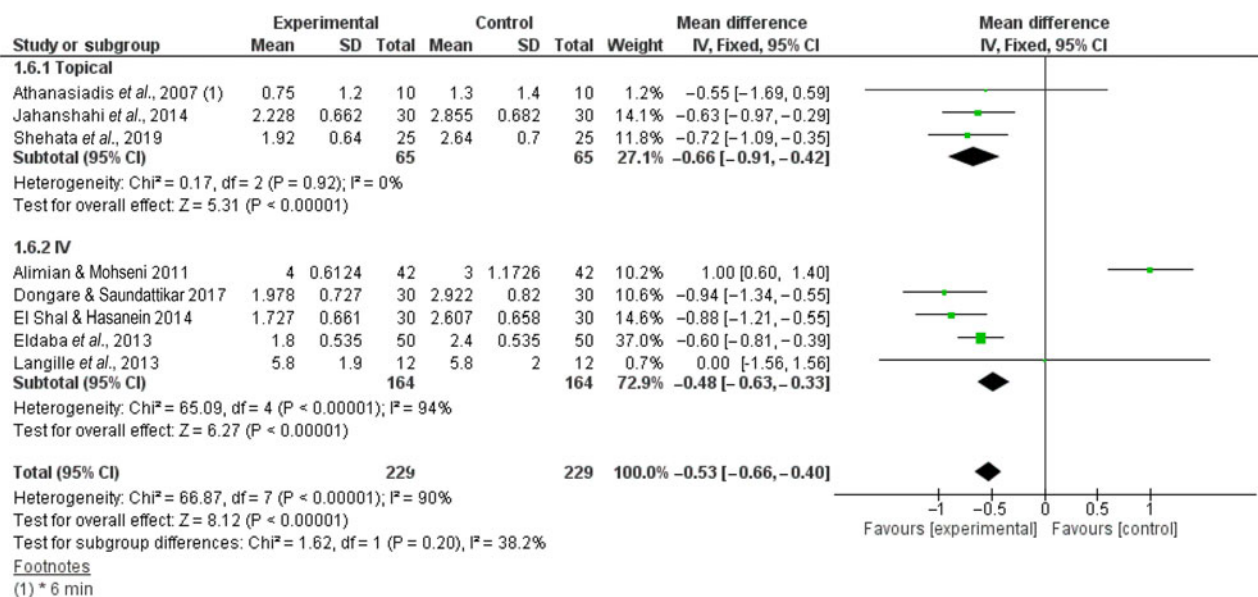 Experimental Control Mean difference Mean difference
Study or subgroup Mean SD Total Mean SD Total Weight IV, Fixed, 95% CI IV, Fixed, 95% CI
1.6.1 Topical
Athanasiadis et al., 2007 (1) 0.75 1.2 10 1.3 1.4 10 1.2% −0.55 [−1.69, 0.59]
Jahanshahi et al., 2014 2.228 0.662 30 2.855 0.682 30 14.1% −0.63 [−0.97, −0.29]
Shehata et al., 2019 1.92 0.64 25 2.64 0.7 25 11.8% −0.72 [−1.09, −0.35]
Subtotal (95% CI) 65 65 27.1% −0.66 [−0.91, −0.42]
Heterogeneity: Chi² = 0.17, df = 2 (P = 0.92); I² = 0%
Test for overall effect: Z = 5.31 (P < 0.00001)
1.6.2 IV
Alimian & Mohseni 2011 4 0.6124 42 3 1.1726 42 10.2% 1.00 [0.60, 1.40]
Dongare & Saundattikar 2017 1.978 0.727 30 2.922 0.82 30 10.6% −0.94 [−1.34, −0.55]
El Shal & Hasanein 2014 1.727 0.661 30 2.607 0.658 30 14.6% −0.88 [−1.21, −0.55]
Eldaba et al., 2013 1.8 0.535 50 2.4 0.535 50 37.0% −0.60 [−0.81, −0.39]
Langille et al., 2013 5.8 1.9 12 5.8 2 12 0.7% 0.00 [−1.56, 1.56]
Subtotal (95% CI) 164 164 72.9% −0.48 [−0.63, −0.33]
Heterogeneity: Chi² = 65.09, df = 4 (P < 0.00001); I² = 94%
Test for overall effect: Z = 6.27 (P < 0.00001)
Total (95% CI) 229 229 100.0% −0.53 [−0.66, −0.40]
Heterogeneity: Chi² = 66.87, df = 7 (P < 0.00001); I² = 90%
Test for overall effect: Z = 8.12 (P < 0.00001)
Test for subgroup differences: Chi² = 1.62, df = 1 (P = 0.20), I² = 38.2%
−1 −0.5 0 0.5 1
Favours [experimental] Favours [control]
Footnotes
(1) * 6 min